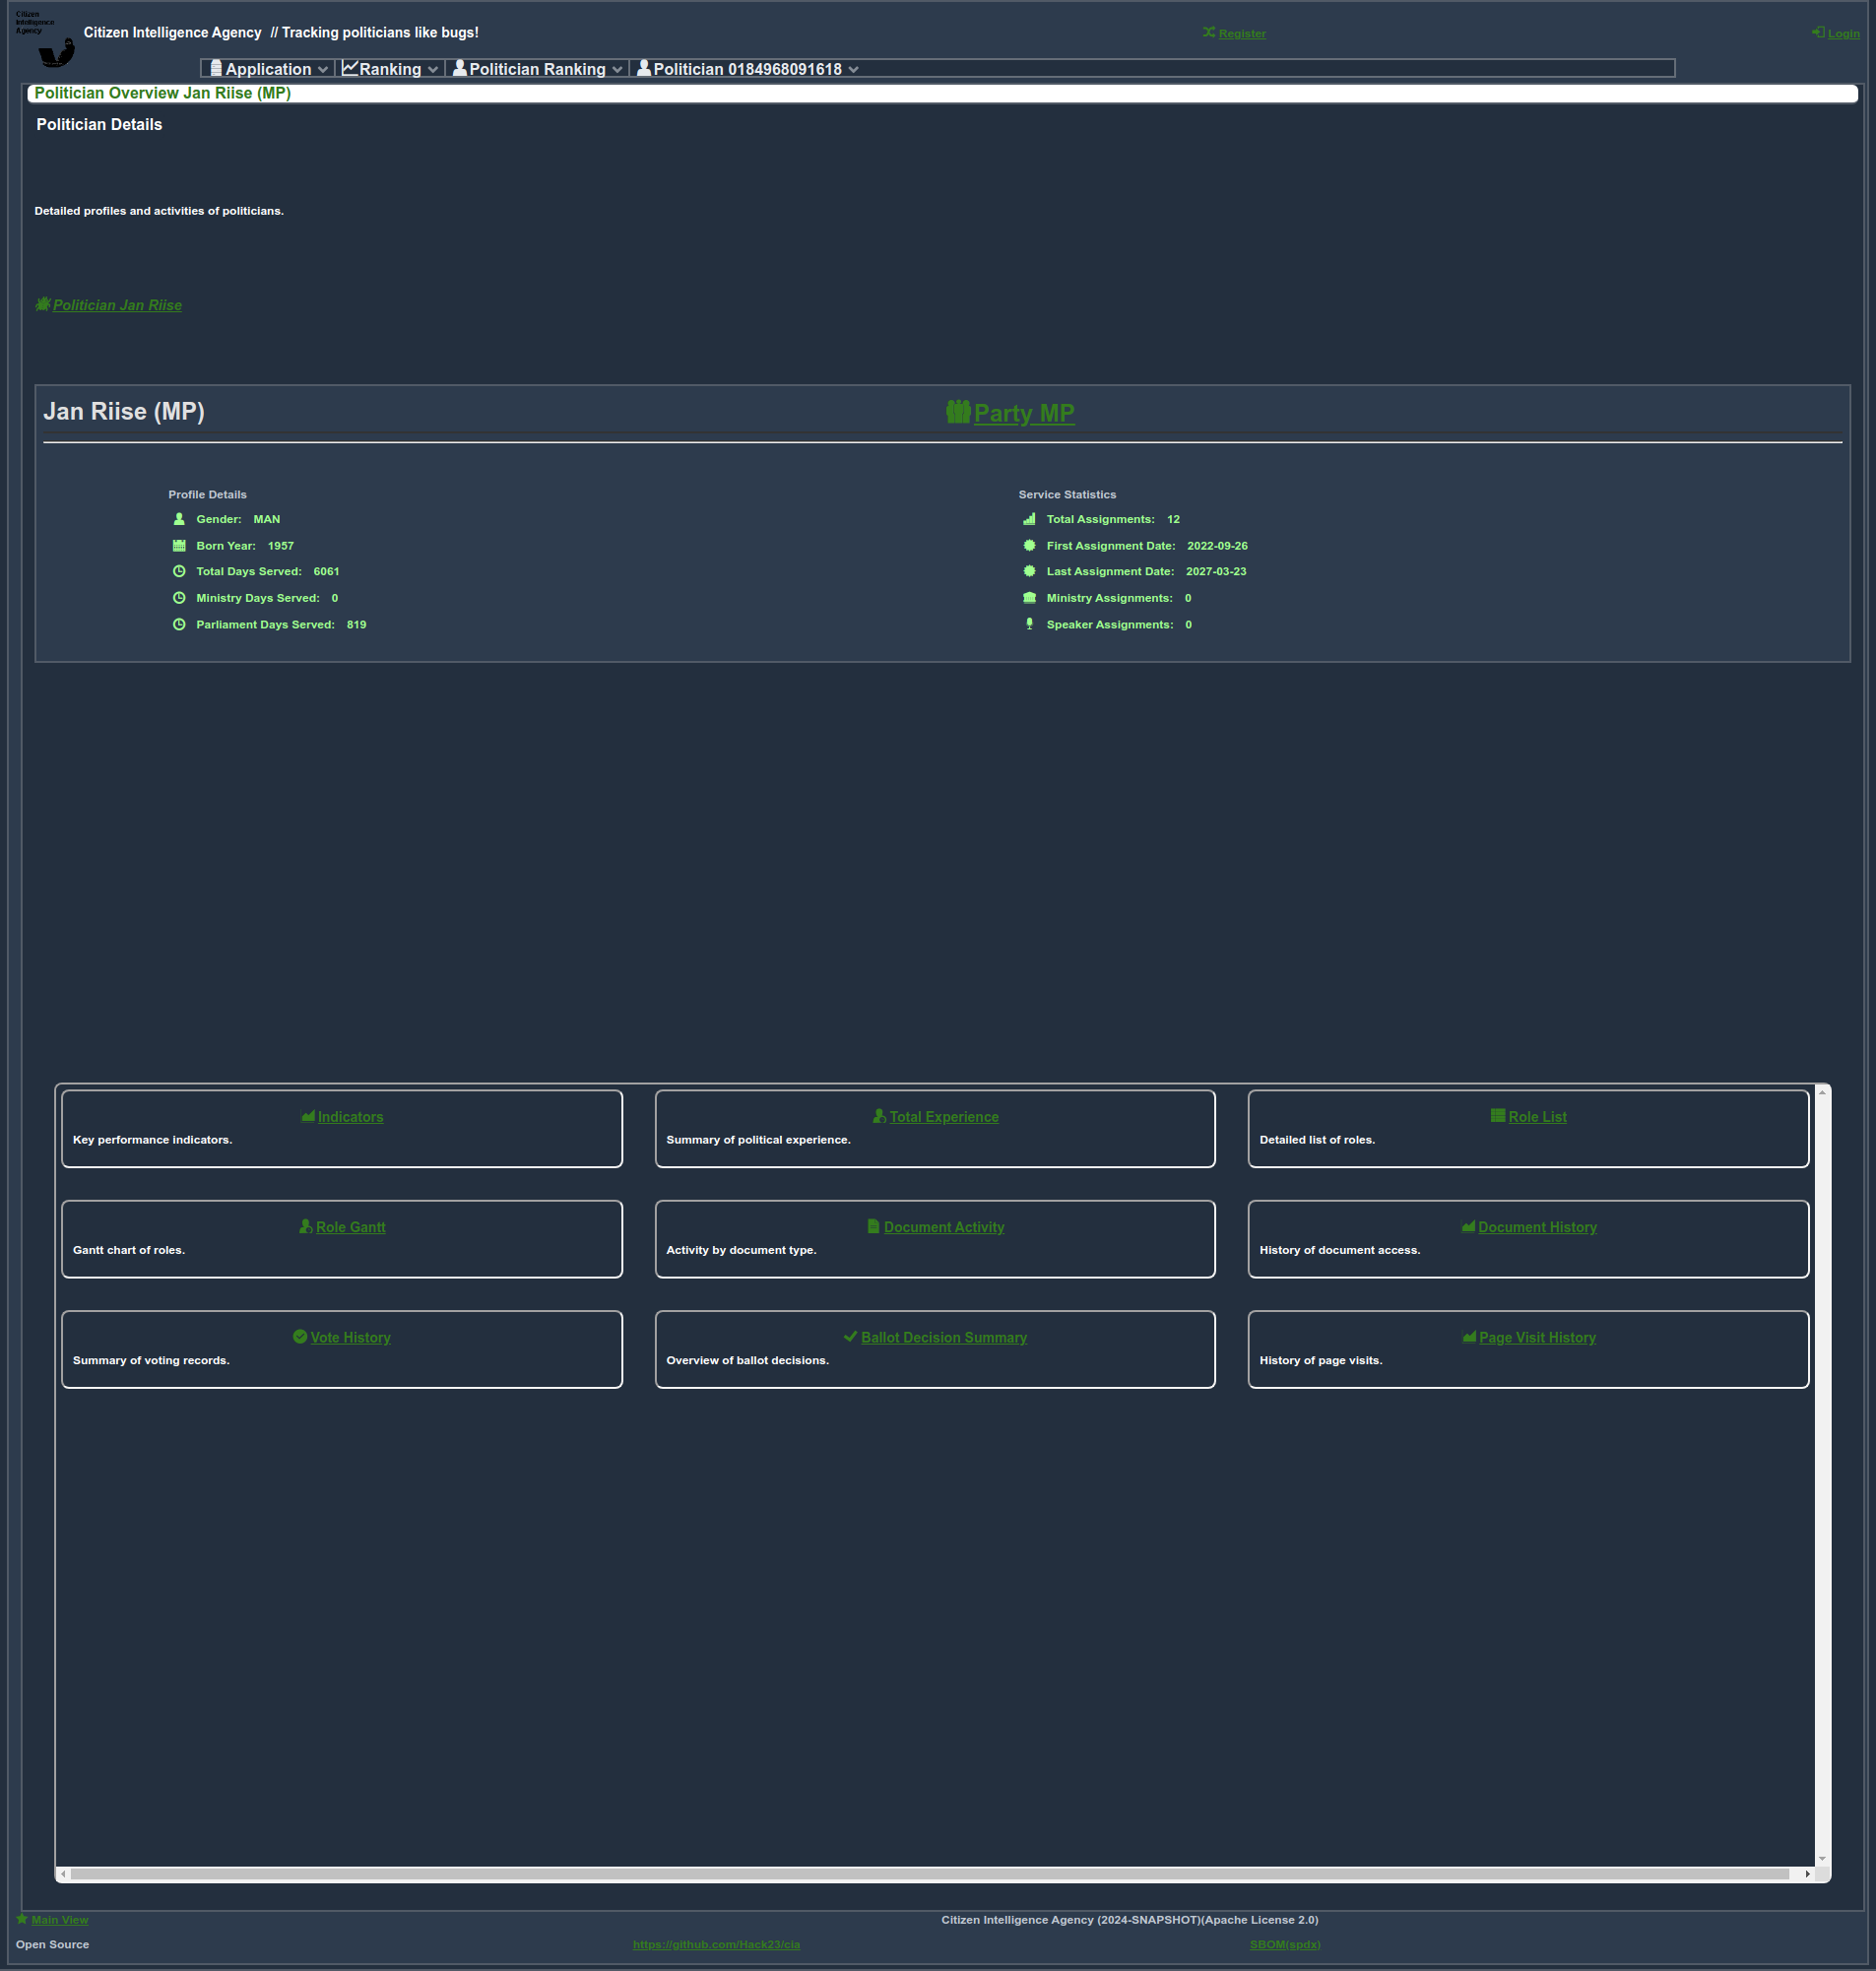 Citizen
Intelligence
Agency
Citizen Intelligence Agency // Tracking politicians like bugs!
Register
Login
Application
Ranking
Politician Ranking
Politician 0184968091618
Politician Overview Jan Riise (MP)
Politician Details
Detailed profiles and activities of politicians.
Politician Jan Riise
Jan Riise (MP)
Party MP
Profile Details
Gender: MAN
Born Year: 1957
Total Days Served: 6061
Ministry Days Served: 0
Parliament Days Served: 819
Service Statistics
Total Assignments: 12
First Assignment Date: 2022-09-26
Last Assignment Date: 2027-03-23
Ministry Assignments: 0
Speaker Assignments: 0
Indicators
Key performance indicators.
Total Experience
Summary of political experience.
Role List
Detailed list of roles.
Role Gantt
Gantt chart of roles.
Document Activity
Activity by document type.
Document History
History of document access.
Vote History
Summary of voting records.
Ballot Decision Summary
Overview of ballot decisions.
Page Visit History
History of page visits.
Main View
Citizen Intelligence Agency (2024-SNAPSHOT)(Apache License 2.0)
Open Source
https://github.com/Hack23/cia
SBOM(spdx)